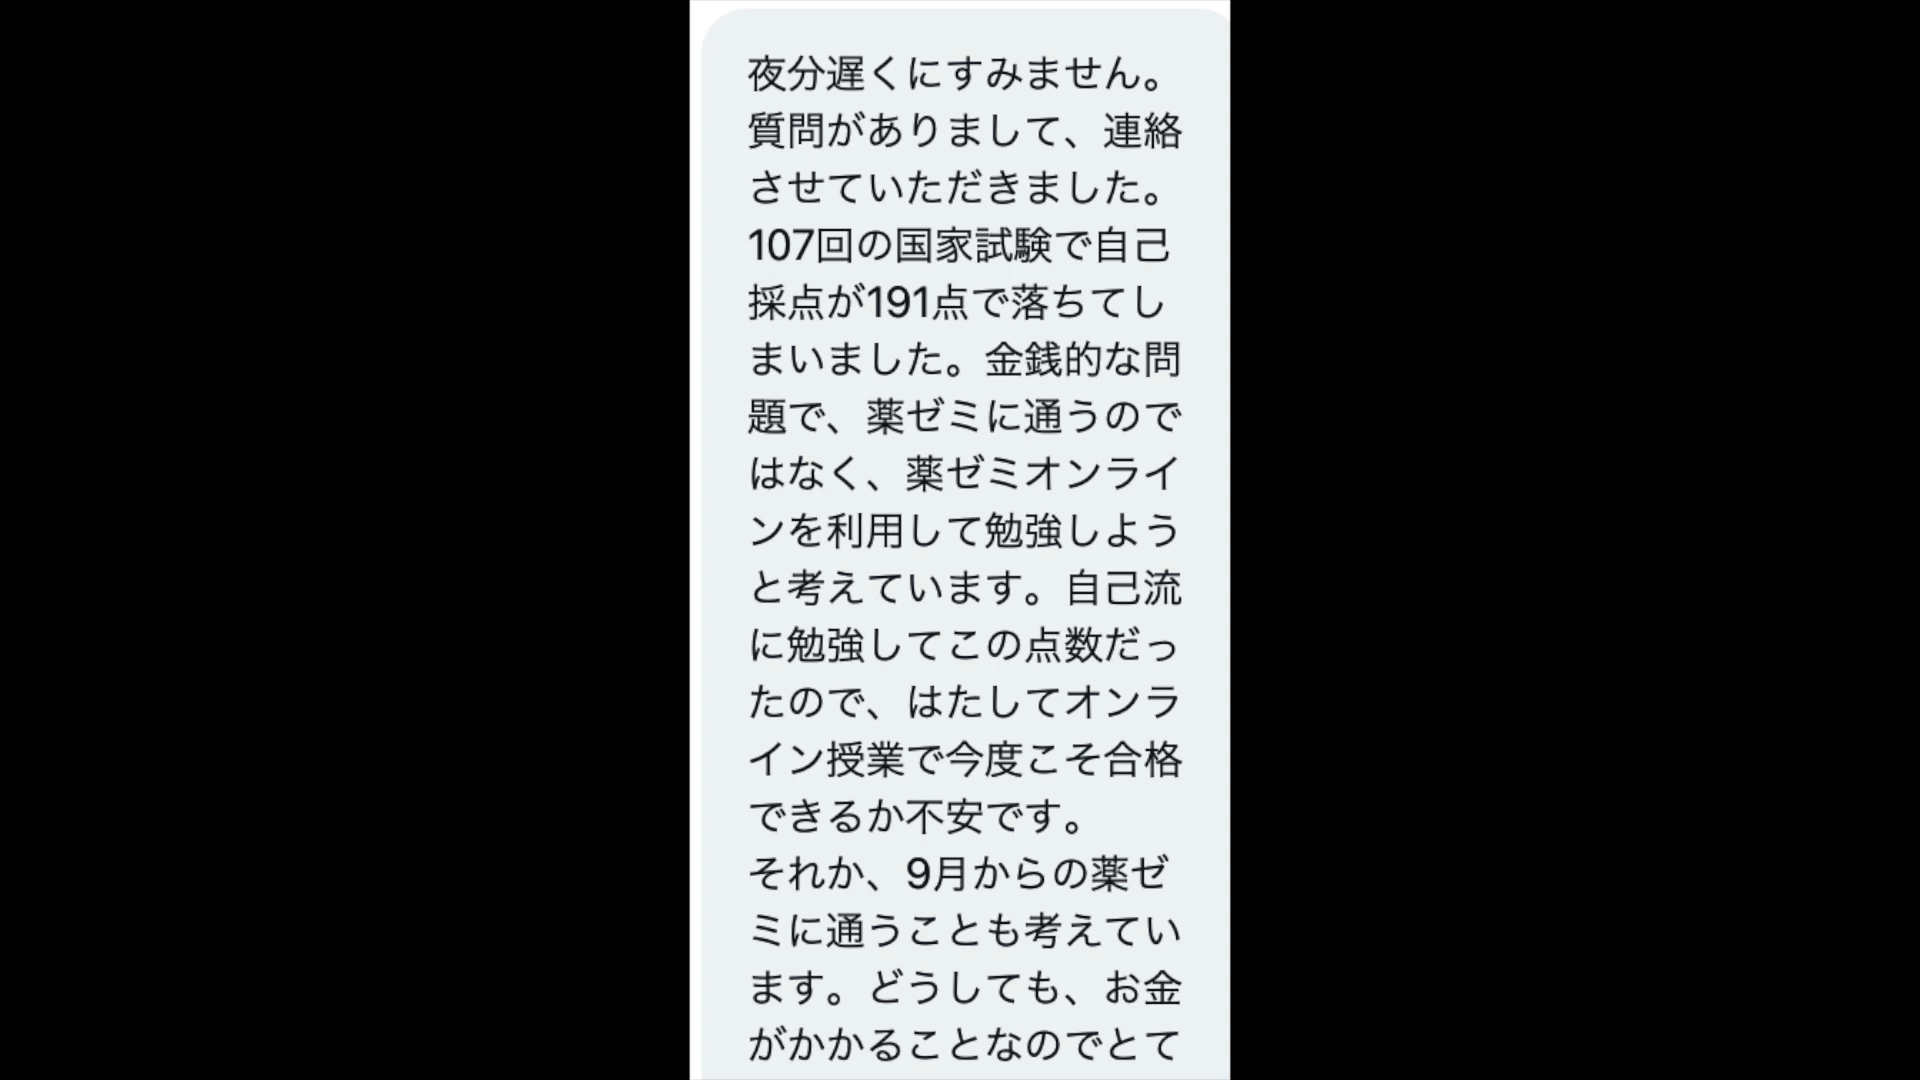 夜分遅くにすみません。
質問がありまして、連絡
させていただきました。
107回の国家試験で自己
採点が191点で落ちてし
まいました。金銭的な問
題で、薬ゼミに通うので
はなく、薬ゼミオンライ
ンを利用して勉強しよう
と考えています。自己流
に勉強してこの点数だっ
たので、はたしてオンラ
イン授業で今度こそ合格
できるか不安です。
それか、9月からの薬ゼ
ミに通うことも考えてい
ます。どうしても、お金
がかかることなのでとて